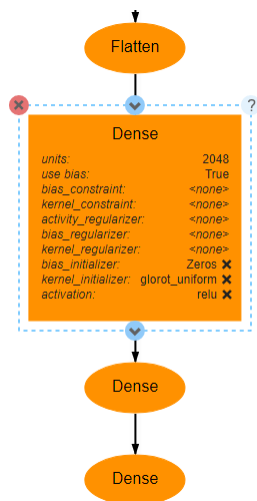 Flatten
?
Dense
units: 2048
use bias: True
bias_constraint: <none>
kernel_constraint: <none>
activity_regularizer: <none>
bias_regularizer: <none>
kernel_regularizer: <none>
bias_initializer: Zeros ✖
kernel_initializer: glorot_uniform ✖
activation: relu ✖
Dense
Dense